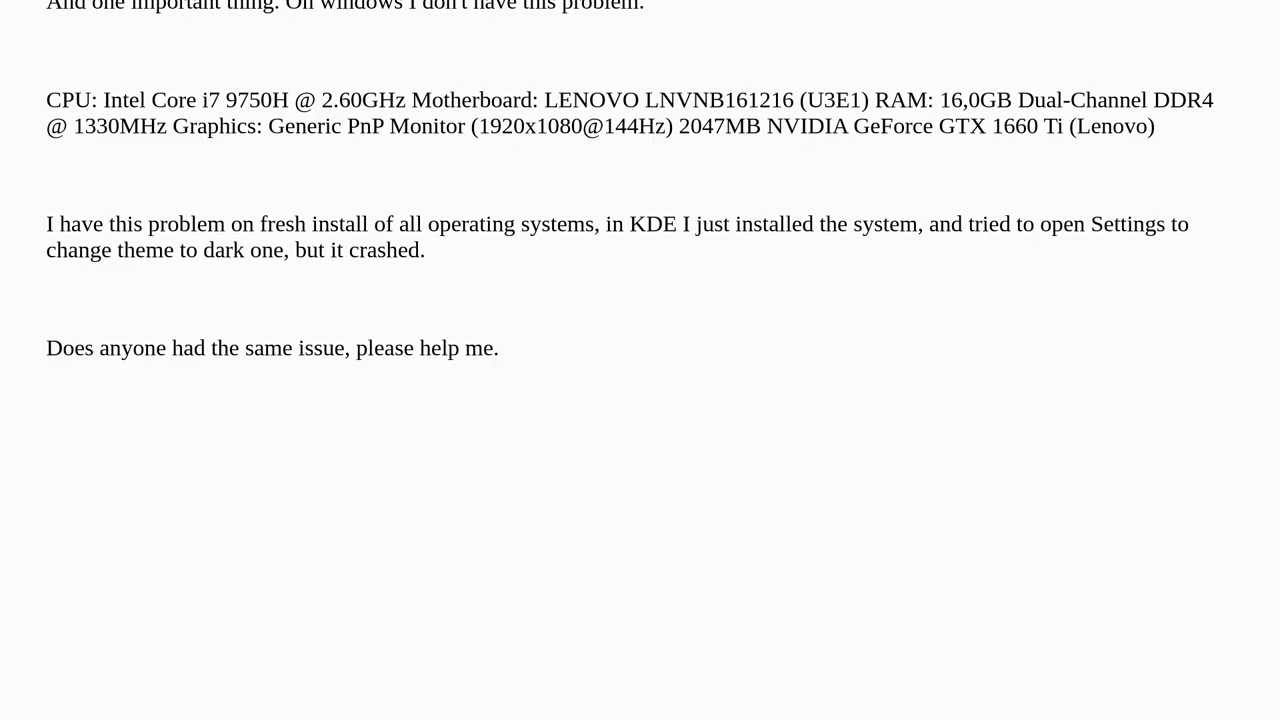 And one important thing. On windows I don't have this problem.
CPU: Intel Core i7 9750H @ 2.60GHz Motherboard: LENOVO LNVNB161216 (U3E1) RAM: 16,0GB Dual-Channel DDR4
@ 1330MHz Graphics: Generic PnP Monitor (1920x1080@144Hz) 2047MB NVIDIA GeForce GTX 1660 Ti (Lenovo)
I have this problem on fresh install of all operating systems, in KDE I just installed the system, and tried to open Settings to
change theme to dark one, but it crashed.
Does anyone had the same issue, please help me.